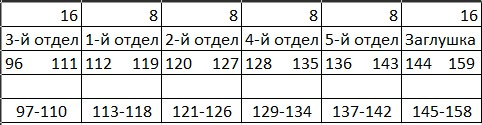 16 8 8 8 8 16
3-й отдел 1-й отдел 2-й отдел 4-й отдел 5-й отдел Заглушка
96 111 112 119 120 127 128 135 136 143 144 159
97-110 113-118 121-126 129-134 137-142 145-158